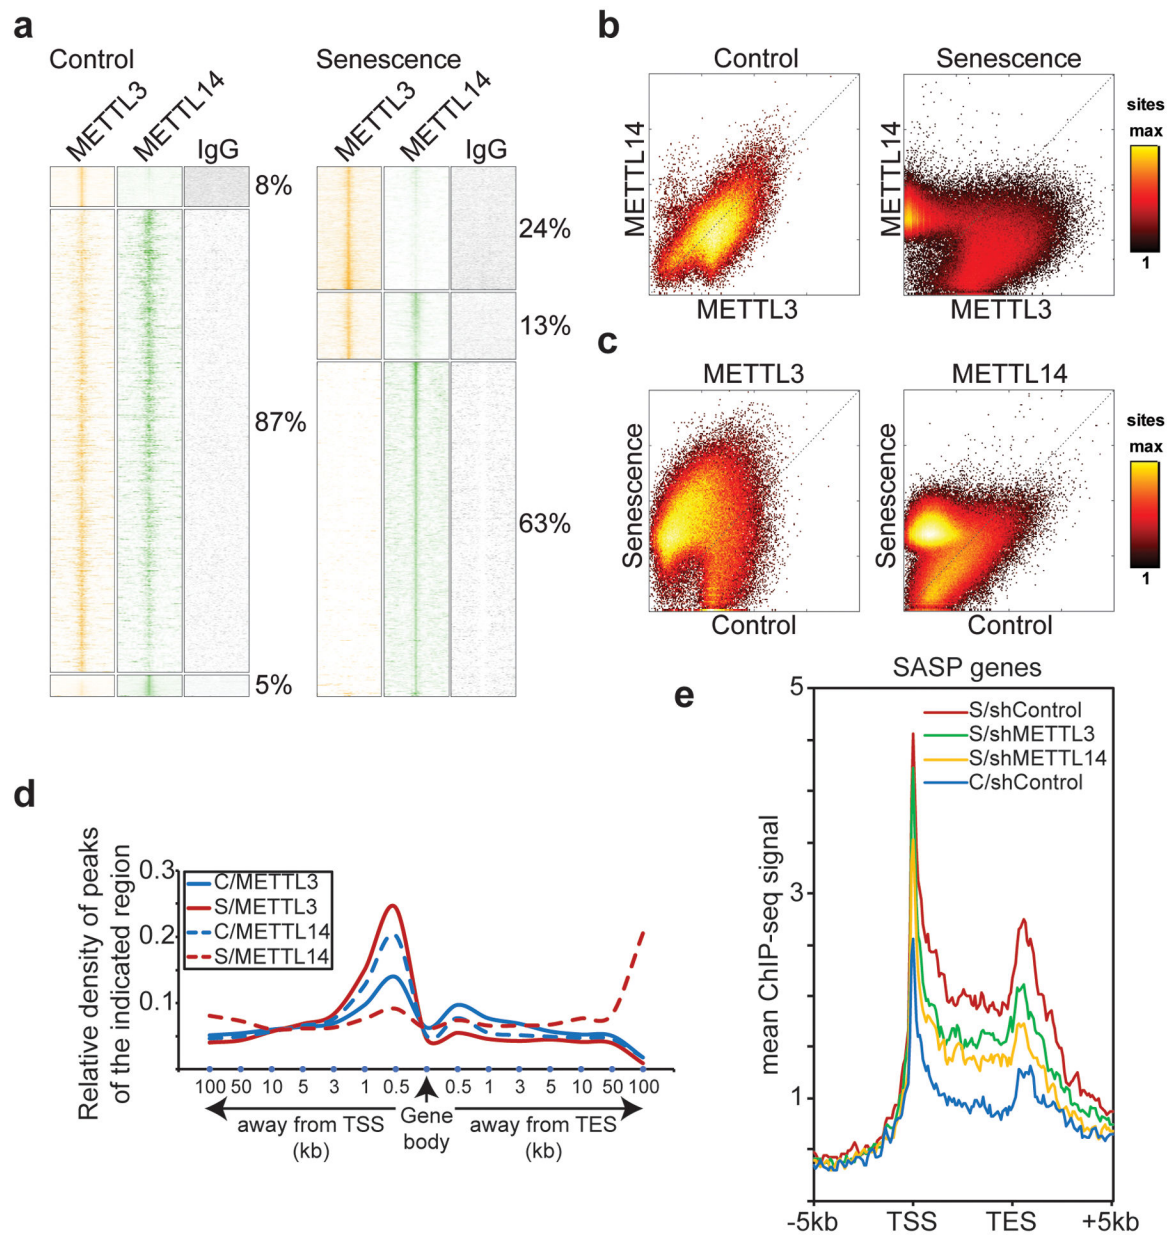 a
Control
METTL3
METTL14
IgG
8%
87%
5%
Senescence
METTL3
METTL14
IgG
24%
13%
63%
b
Control
METTL14
METTL3
Senescence
METTL14
METTL3
sites
max
1
c
METTL3
Senescence
Control
METTL14
Senescence
Control
sites
max
1
d
Relative density of peaks
of the indicated region
0.3
0.2
0.1
C/METTL3
S/METTL3
C/METTL14
S/METTL14
100 50 10 5 3 1 0.5 0.5 1 3 5 10 50 100
away from TSS
(kb)
Gene
body
away from TES
(kb)
e
SASP genes
mean ChIP-seq signal
5
3
1
S/shControl
S/shMETTL3
S/shMETTL14
C/shControl
-5kb TSS TES +5kb